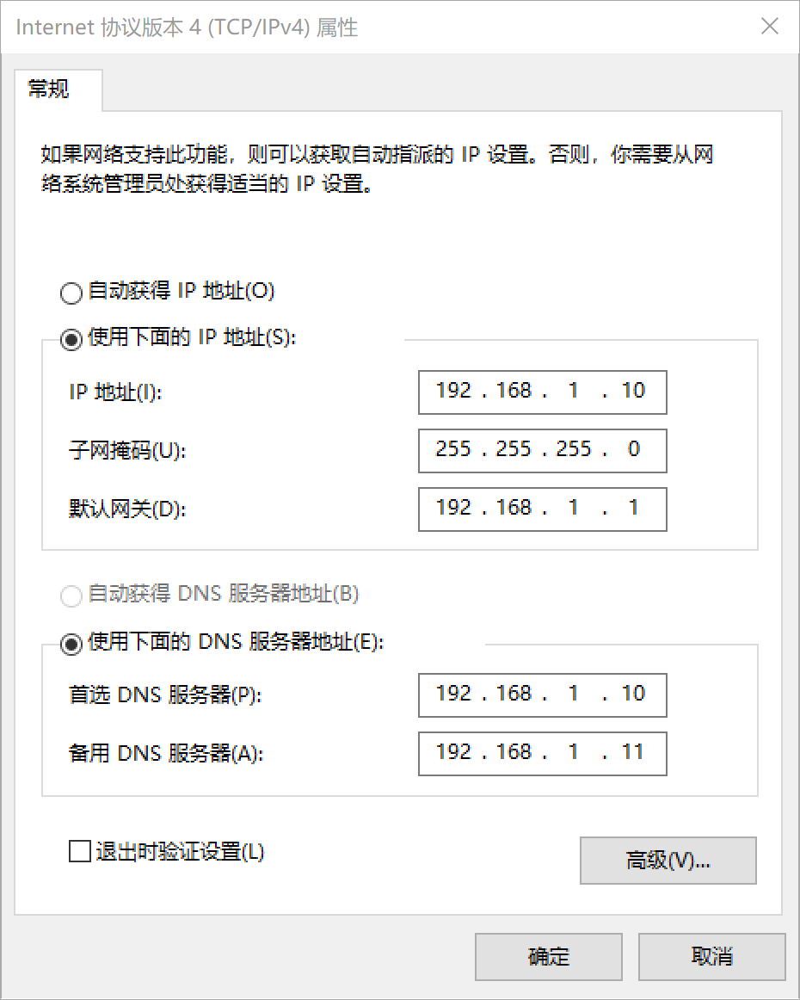 Internet 协议版本 4 (TCP/IPv4) 属性
常规
如果网络支持此功能，则可以获取自动指派的 IP 设置。否则，你需要从网
络系统管理员处获得适当的 IP 设置。
自动获得 IP 地址(O)
使用下面的 IP 地址(S):
IP 地址(I): 192 . 168 . 1 . 10
子网掩码(U): 255 . 255 . 255 . 0
默认网关(D): 192 . 168 . 1 . 1
自动获得 DNS 服务器地址(B)
使用下面的 DNS 服务器地址(E):
首选 DNS 服务器(P): 192 . 168 . 1 . 10
备用 DNS 服务器(A): 192 . 168 . 1 . 11
退出时验证设置(L)
高级(V)...
确定 取消